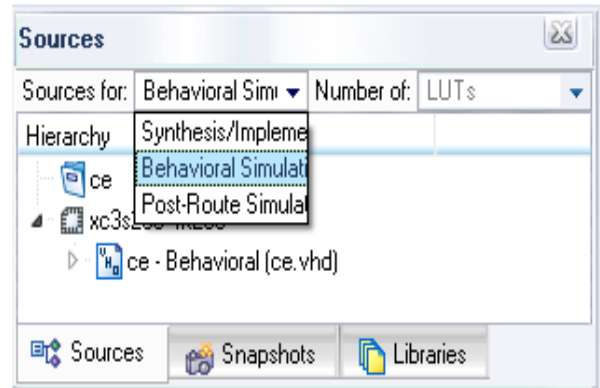 Sources
Sources for: Behavioral Sim Number of: LUTs
Hierarchy
Synthesis/Impleme
Behavioral Simulati
ce
Post-Route Simulat
ce - Behavioral (ce.vhd)
Sources Snapshots Libraries